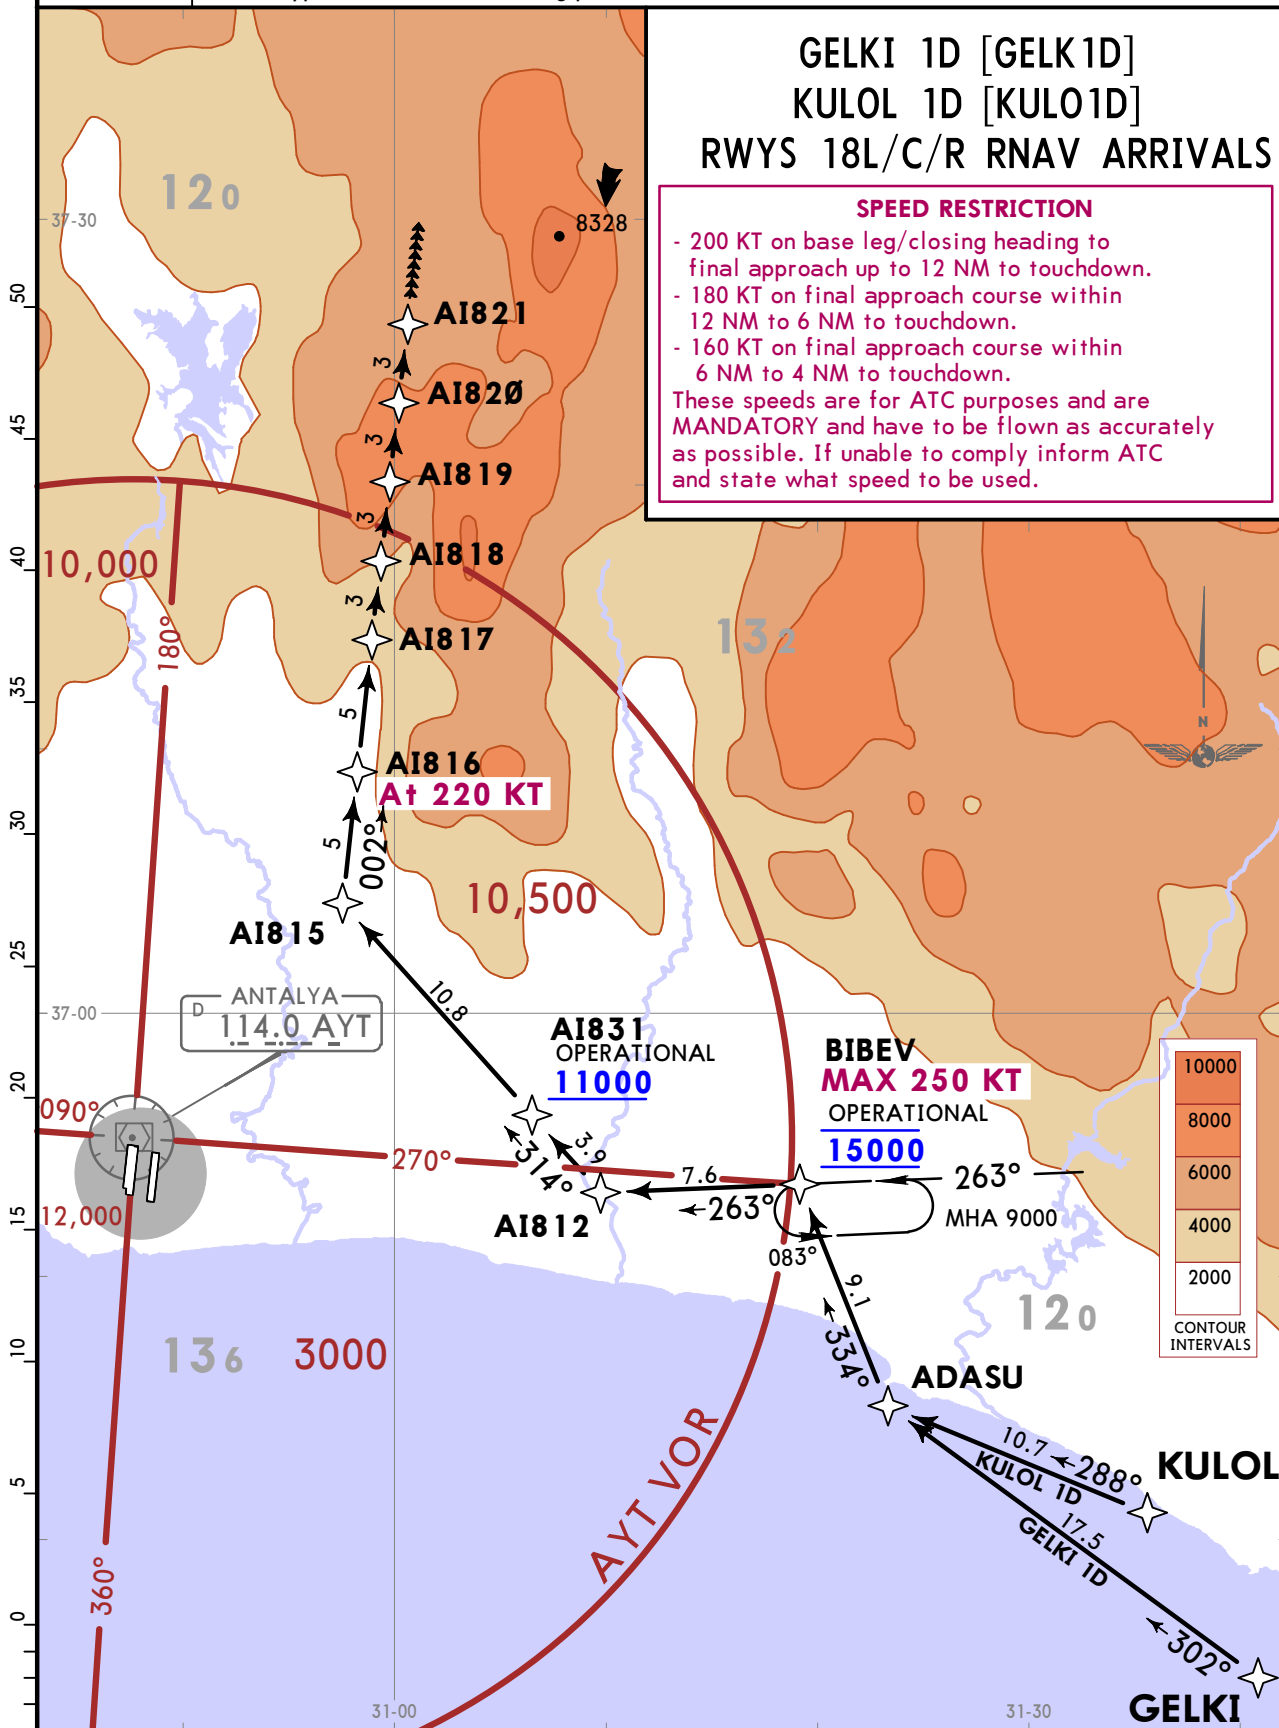 GELKI 1D [GELK1D]
KULOL 1D [KULO1D]
RWYS 18L/C/R RNAV ARRIVALS
SPEED RESTRICTION
- 200 KT on base leg/closing heading to
final approach up to 12 NM to touchdown.
- 180 KT on final approach course within
12 NM to 6 NM to touchdown.
- 160 KT on final approach course within
6 NM to 4 NM to touchdown.
These speeds are for ATC purposes and are
MANDATORY and have to be flown as accurately
as possible. If unable to comply inform ATC
and state what speed to be used.
120
37-30
8328
50
AI821
3
AI820
45
3
AI819
3
40
10,000
AI818
3
180°
AI817
132
35
5
N
AI816
At 220 KT
30
5
002°
10,500
AI815
25
10.8
ANTALYA
D
114.0 AYT
37-00
AI831
OPERATIONAL
11000
BIBEV
MAX 250 KT
OPERATIONAL
15000
20
090°
270°
314°
3.9
7.6
263°
263°
MHA 9000
083°
AI812
15
12,000
10000
8000
6000
4000
2000
CONTOUR
INTERVALS
9.1
334°
120
136
3000
10
ADASU
AYT VOR
10.7
288°
KULOL 1D
KULOL
17.5
GELKI 1D
5
360°
0
302°
GELKI
31-00
31-30